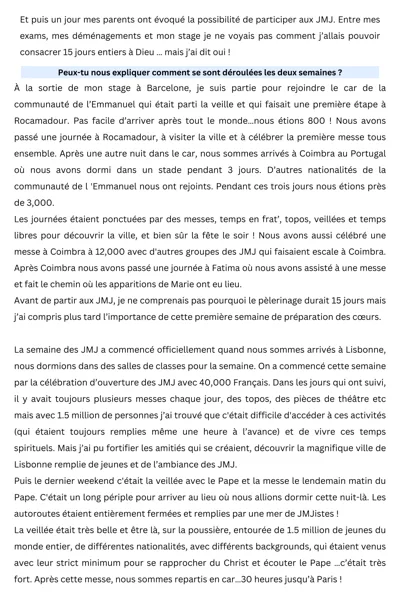 Et puis un jour mes parents ont évoqué la possibilité de participer aux JMJ. Entre mes
exams, mes déménagements et mon stage je ne voyais pas comment j'allais pouvoir
consacrer 15 jours entiers à Dieu ... mais j'ai dit oui !
Peux-tu nous expliquer comment se sont déroulées les deux semaines ?
À la sortie de mon stage à Barcelone, je suis partie pour rejoindre le car de la
communauté de l'Emmanuel qui était parti la veille et qui faisait une première étape à
Rocamadour. Pas facile d'arriver après tout le monde...nous étions 800 ! Nous avons
passé une journée à Rocamadour, à visiter la ville et à célébrer la première messe tous
ensemble. Après une autre nuit dans le car, nous sommes arrivés à Coimbra au Portugal
où nous avons dormi dans un stade pendant 3 jours. D'autres nationalités de la
communauté de l 'Emmanuel nous ont rejoints. Pendant ces trois jours nous étions près
de 3,000.
Les journées étaient ponctuées par des messes, temps en frat', topos, veillées et temps
libres pour découvrir la ville, et bien sûr la fête le soir ! Nous avons aussi célébré une
messe à Coimbra à 12,000 avec d'autres groupes des JMJ qui faisaient escale à Coimbra.
Après Coimbra nous avons passé une journée à Fatima où nous avons assisté à une messe
et fait le chemin où les apparitions de Marie ont eu lieu.
Avant de partir aux JMJ, je ne comprenais pas pourquoi le pèlerinage durait 15 jours mais
j'ai compris plus tard l'importance de cette première semaine de préparation des cœurs.
La semaine des JMJ a commencé officiellement quand nous sommes arrivés à Lisbonne,
nous dormions dans des salles de classes pour la semaine. On a commencé cette semaine
par la célébration d'ouverture des JMJ avec 40,000 Français. Dans les jours qui ont suivi,
il y avait toujours plusieurs messes chaque jour, des topos, des pièces de théâtre etc
mais avec 1.5 million de personnes j'ai trouvé que c'était difficile d'accéder à ces activités
(qui étaient toujours remplies même une heure à l'avance) et de vivre ces temps
spirituels. Mais j'ai pu fortifier les amitiés qui se créaient, découvrir la magnifique ville de
Lisbonne remplie de jeunes et de l'ambiance des JMJ.
Puis le dernier weekend c'était la veillée avec le Pape et la messe le lendemain matin du
Pape. C'était un long périple pour arriver au lieu où nous allions dormir cette nuit-là. Les
autoroutes étaient entièrement fermées et remplies par une mer de JMJistes !
La veillée était très belle et être là, sur la poussière, entourée de 1.5 million de jeunes du
monde entier, de différentes nationalités, avec différents backgrounds, qui étaient venus
avec leur strict minimum pour se rapprocher du Christ et écouter le Pape ...c'était très
fort. Après cette messe, nous sommes repartis en car...30 heures jusqu'à Paris !